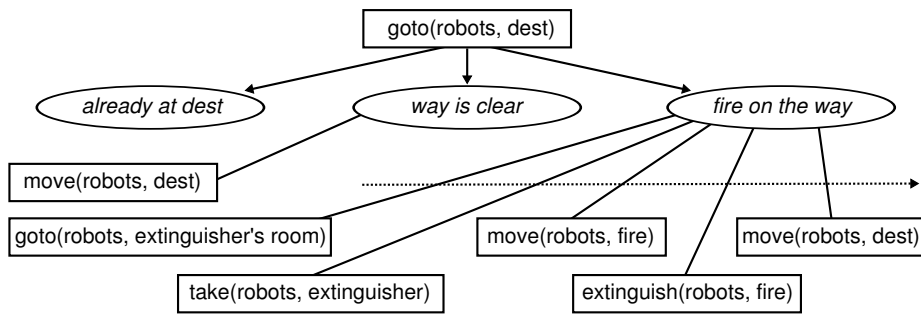 goto(robots, dest)
already at dest
way is clear
fire on the way
move(robots, dest)
goto(robots, extinguisher's room)
move(robots, fire)
move(robots, dest)
take(robots, extinguisher)
extinguish(robots, fire)